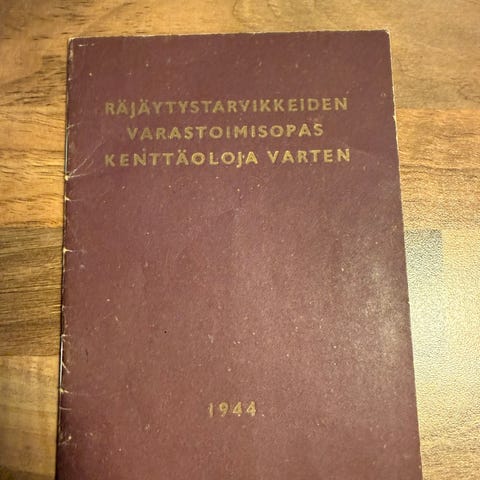 RÄJÄYTYSTARVIKKEIDEN
VARASTOIMISOPAS
KENTTÄOLOJA VARTEN
1944